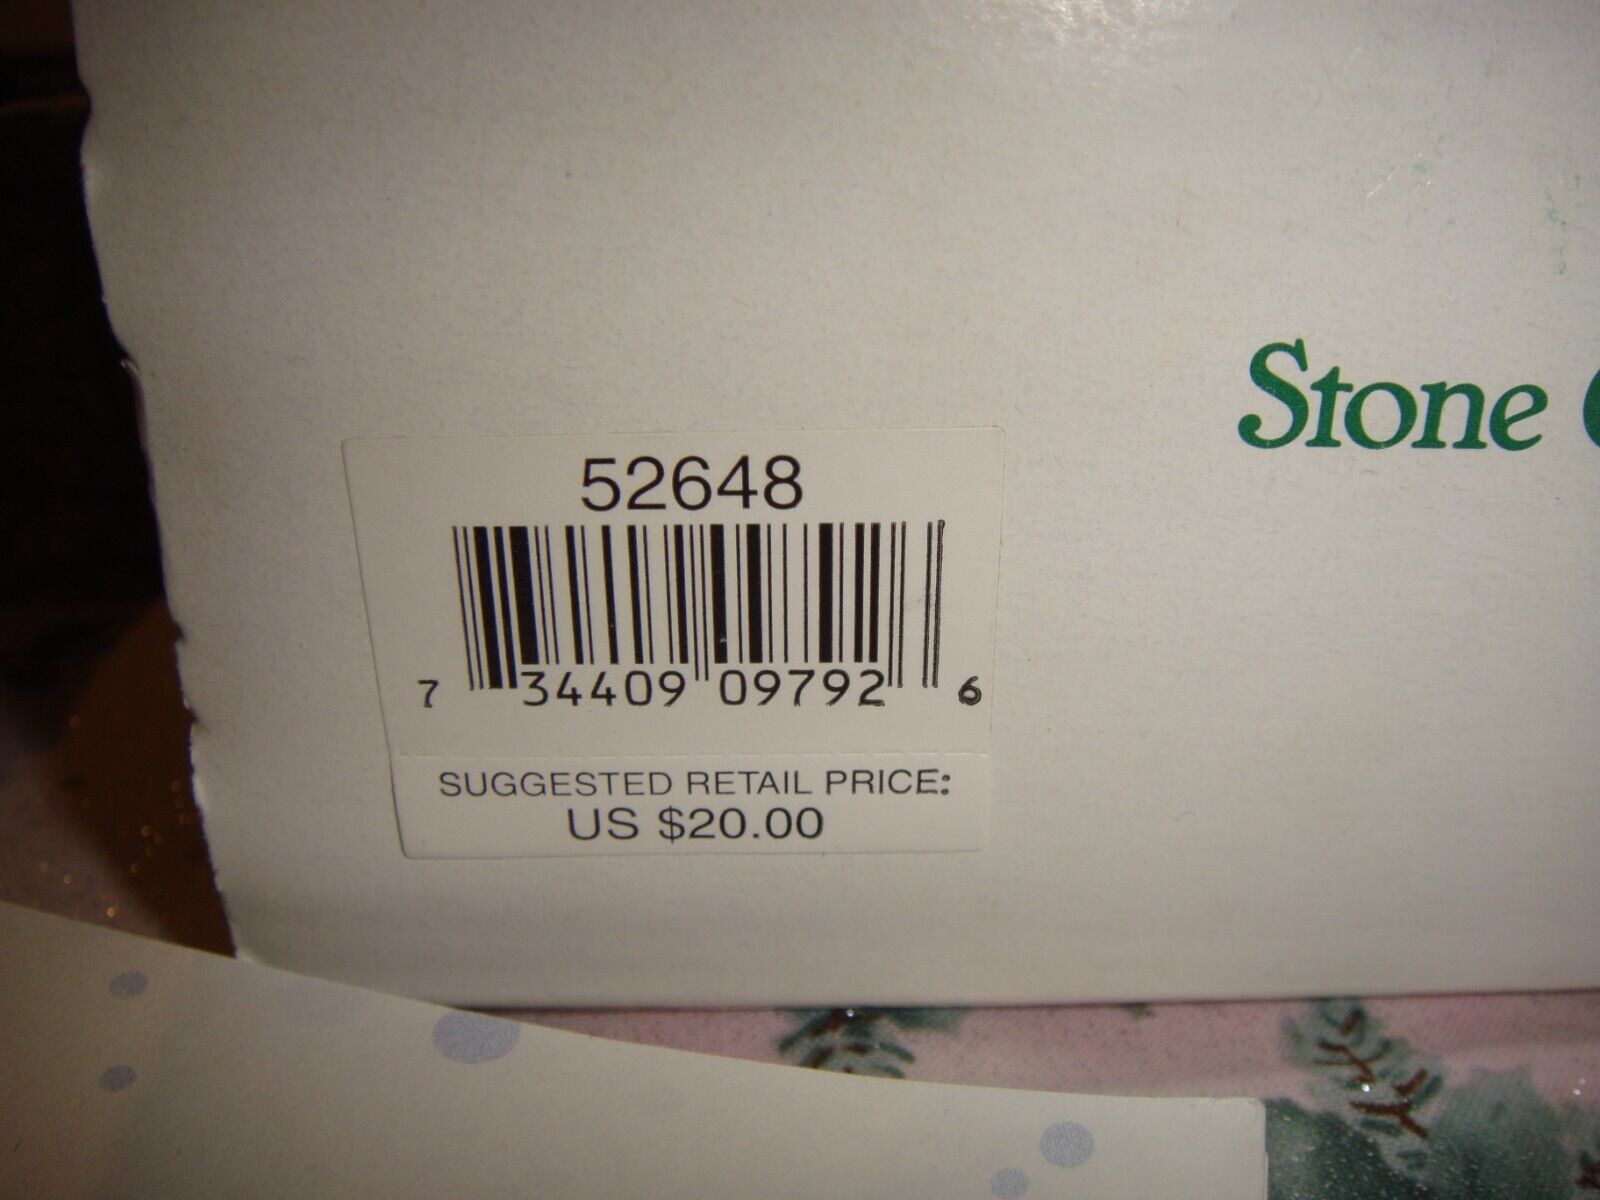 Stone
52648
7 34409 09792 6
SUGGESTED RETAIL PRICE:
US $20.00